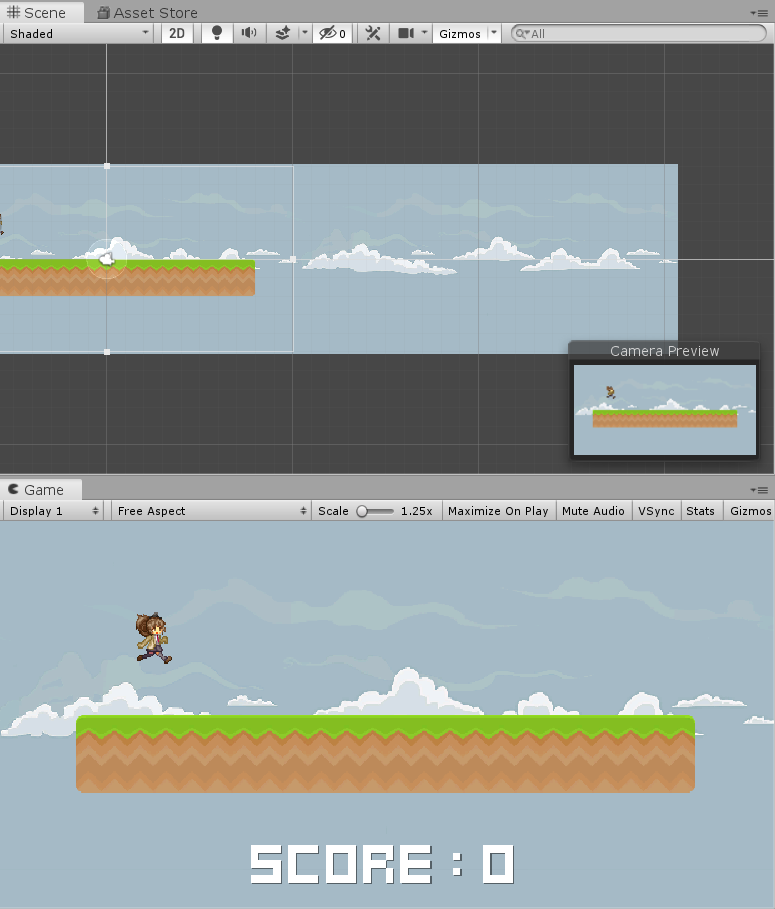 Scene Asset Store
Shaded 2D 0 Gizmos All
Camera Preview
Game
Display 1 Free Aspect Scale 1.25x Maximize On Play Mute Audio VSync Stats Gizmos
SCORE : 0